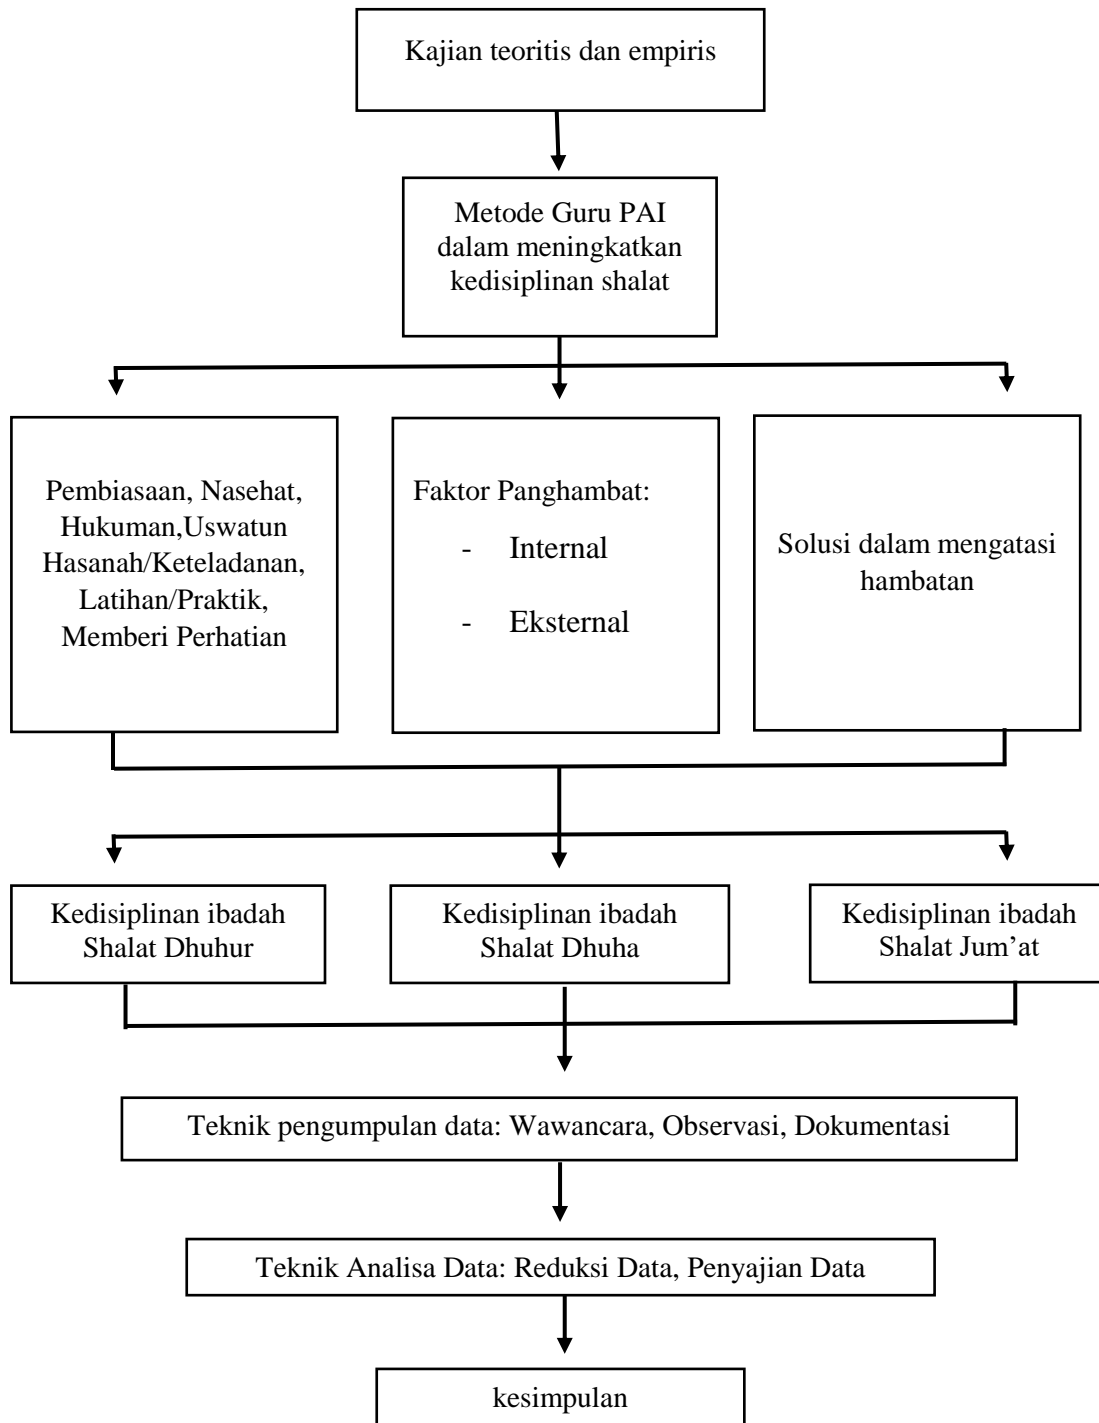 Kajian teoritis dan empiris
Metode Guru PAI
dalam meningkatkan
kedisiplinan shalat
Pembiasaan, Nasehat,
Hukuman,Uswatun
Hasanah/Keteladanan,
Latihan/Praktik,
Memberi Perhatian
Faktor Panghambat:
- Internal
- Eksternal
Solusi dalam mengatasi
hambatan
Kedisiplinan ibadah
Shalat Dhuhur
Kedisiplinan ibadah
Shalat Dhuha
Kedisiplinan ibadah
Shalat Jum’at
Teknik pengumpulan data: Wawancara, Observasi, Dokumentasi
Teknik Analisa Data: Reduksi Data, Penyajian Data
kesimpulan